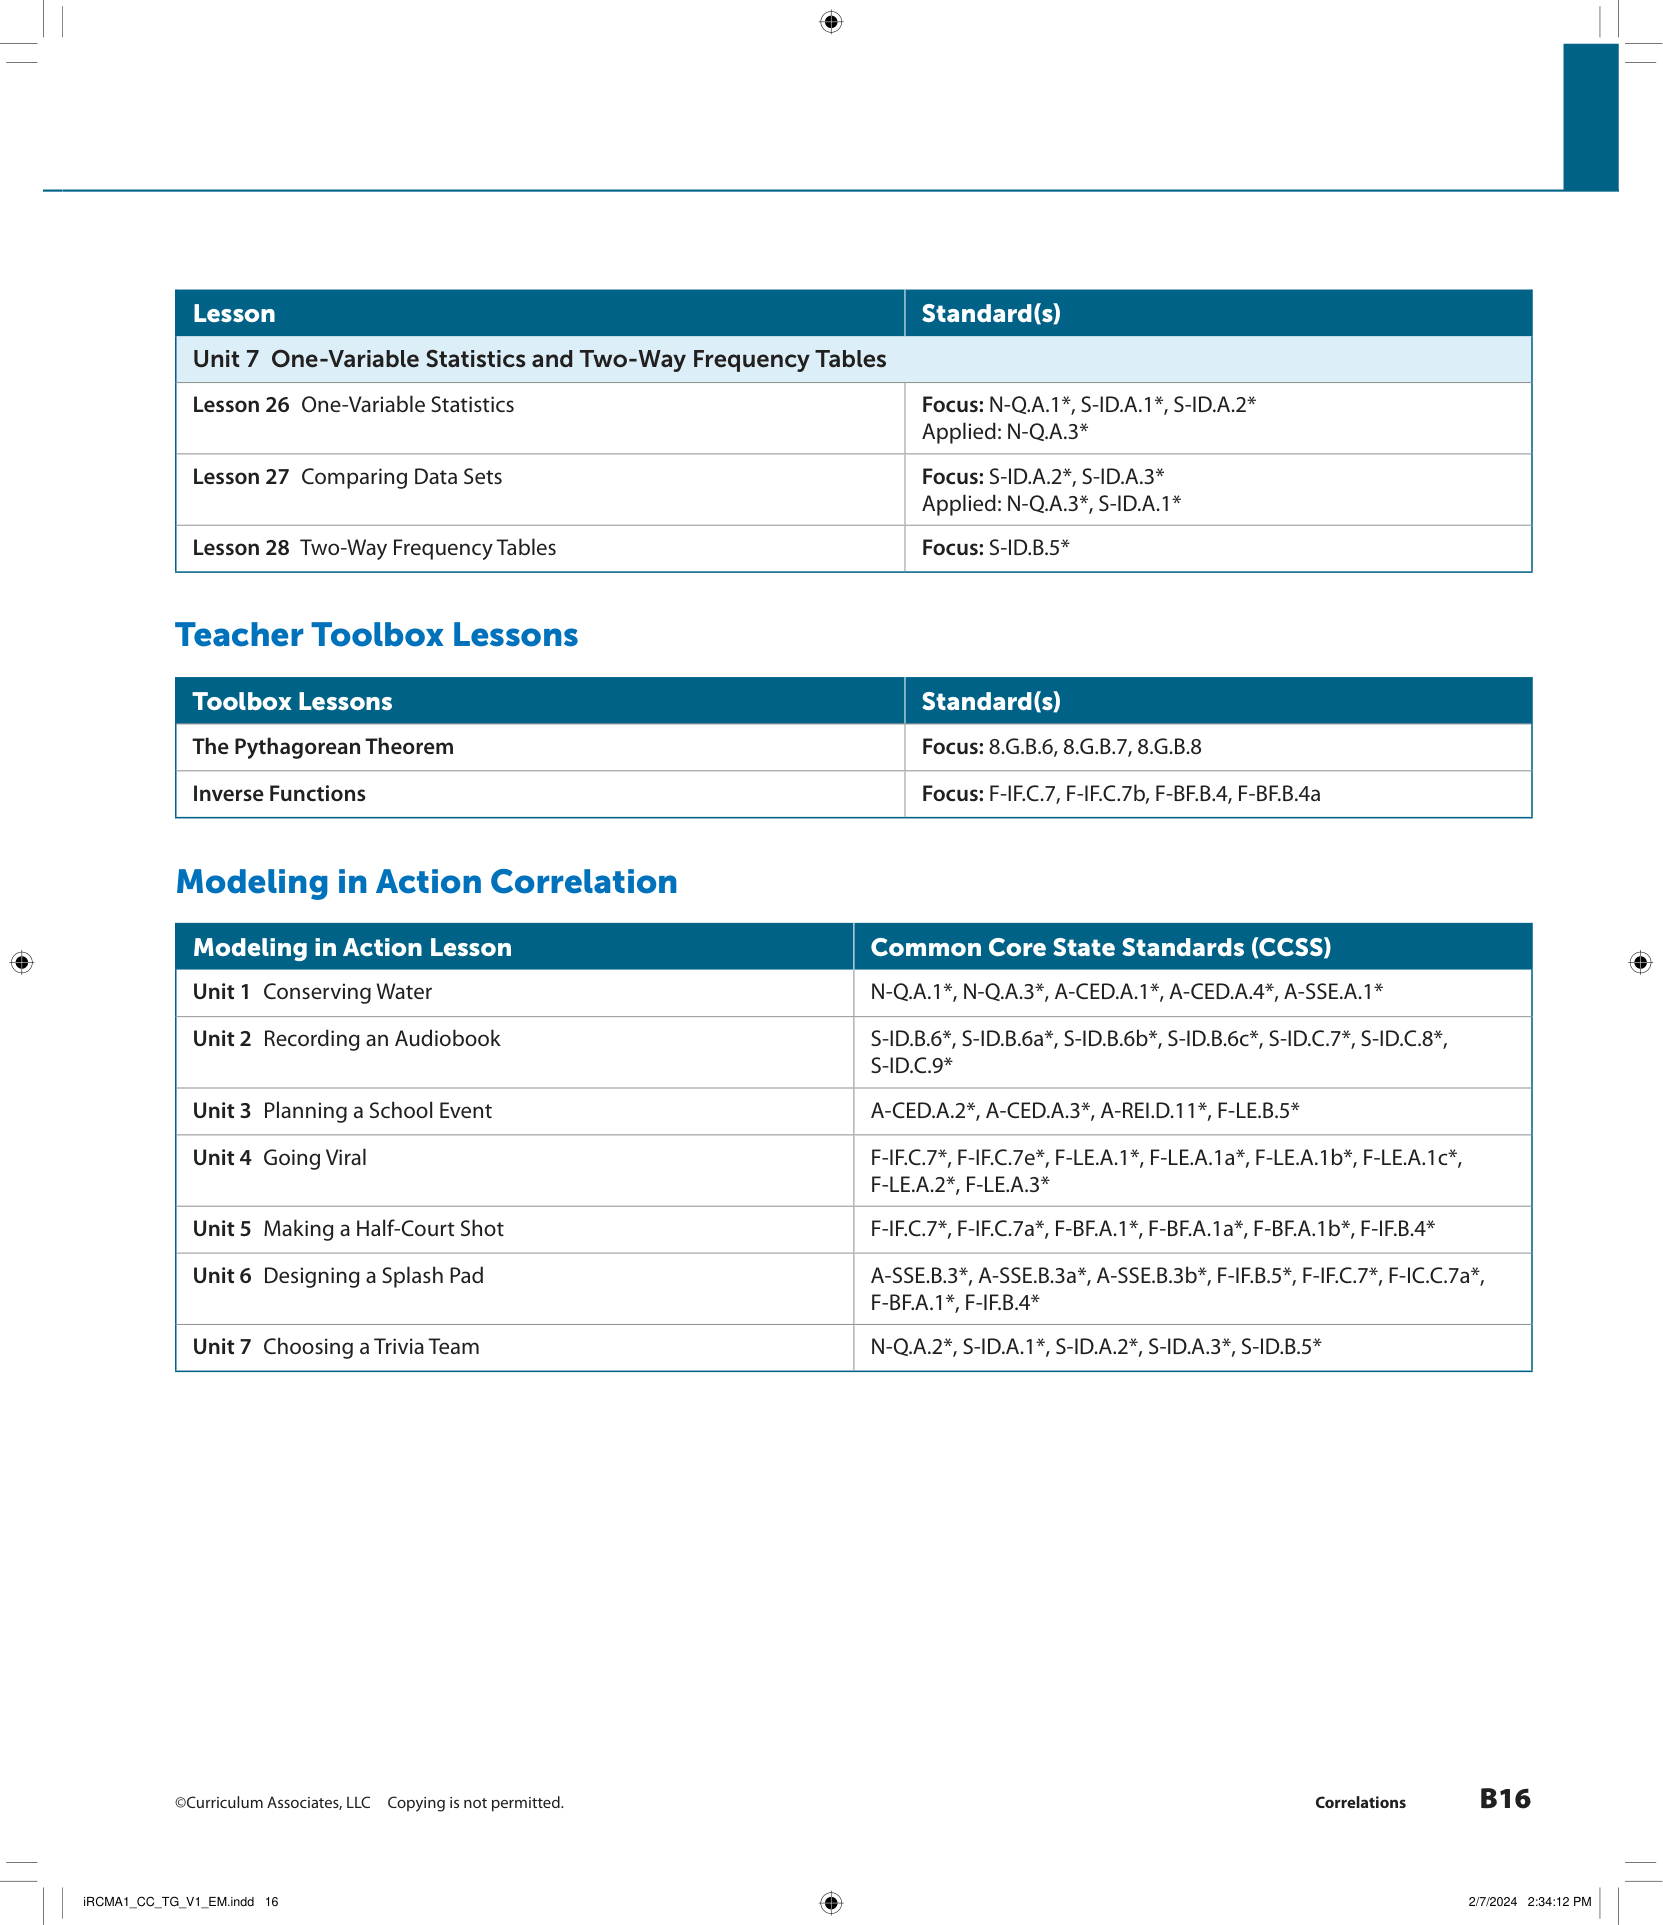 Lesson Standard(s)
Unit 7 One-Variable Statistics and Two-Way Frequency Tables
Lesson 26 One-Variable Statistics Focus: N-Q.A.1*, S-ID.A.1*, S-ID.A.2*
Applied: N-Q.A.3*
Lesson 27 Comparing Data Sets Focus: S-ID.A.2*, S-ID.A.3*
Applied: N-Q.A.3*, S-ID.A.1*
Lesson 28 Two-Way Frequency Tables Focus: S-ID.B.5*
Teacher Toolbox Lessons
Toolbox Lessons Standard(s)
The Pythagorean Theorem Focus: 8.G.B.6, 8.G.B.7, 8.G.B.8
Inverse Functions Focus: F-IF.C.7, F-IF.C.7b, F-BF.B.4, F-BF.B.4a
Modeling in Action Correlation
Modeling in Action Lesson Common Core State Standards (CCSS)
Unit 1 Conserving Water N-Q.A.1*, N-Q.A.3*, A-CED.A.1*, A-CED.A.4*, A-SSE.A.1*
Unit 2 Recording an Audiobook S-ID.B.6*, S-ID.B.6a*, S-ID.B.6b*, S-ID.B.6c*, S-ID.C.7*, S-ID.C.8*,
S-ID.C.9*
Unit 3 Planning a School Event A-CED.A.2*, A-CED.A.3*, A-REI.D.11*, F-LE.B.5*
Unit 4 Going Viral F-IF.C.7*, F-IF.C.7e*, F-LE.A.1*, F-LE.A.1a*, F-LE.A.1b*, F-LE.A.1c*,
F-LE.A.2*, F-LE.A.3*
Unit 5 Making a Half-Court Shot F-IF.C.7*, F-IF.C.7a*, F-BF.A.1*, F-BF.A.1a*, F-BF.A.1b*, F-IF.B.4*
Unit 6 Designing a Splash Pad A-SSE.B.3*, A-SSE.B.3a*, A-SSE.B.3b*, F-IF.B.5*, F-IF.C.7*, F-IC.C.7a*,
F-BF.A.1*, F-IF.B.4*
Unit 7 Choosing a Trivia Team N-Q.A.2*, S-ID.A.1*, S-ID.A.2*, S-ID.A.3*, S-ID.B.5*
©Curriculum Associates, LLC Copying is not permitted. Correlations B16
iRCMA1_CC_TG_V1_EM.indd 16 2/7/2024 2:34:12 PM